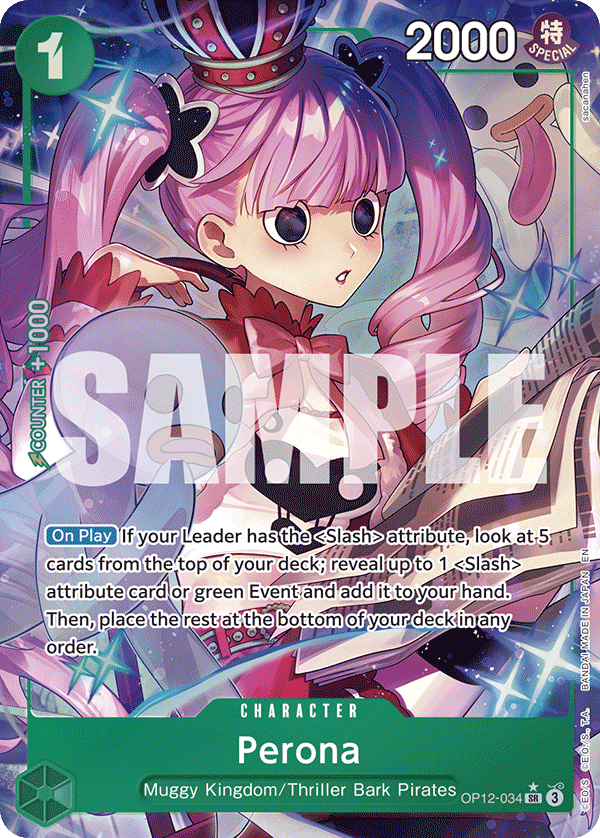 1
2000
特
SPECIAL
sacanahen
COUNTER +1000
SAMPLE
On Play If your Leader has the <Slash> attribute, look at 5
cards from the top of your deck; reveal up to 1 <Slash>
attribute card or green Event and add it to your hand.
Then, place the rest at the bottom of your deck in any
order.
BANDAI MADE IN JAPAN EN
©E.O./S., T.A.
CHARACTER
Perona
Muggy Kingdom/Thriller Bark Pirates
OP12-034 SR 3